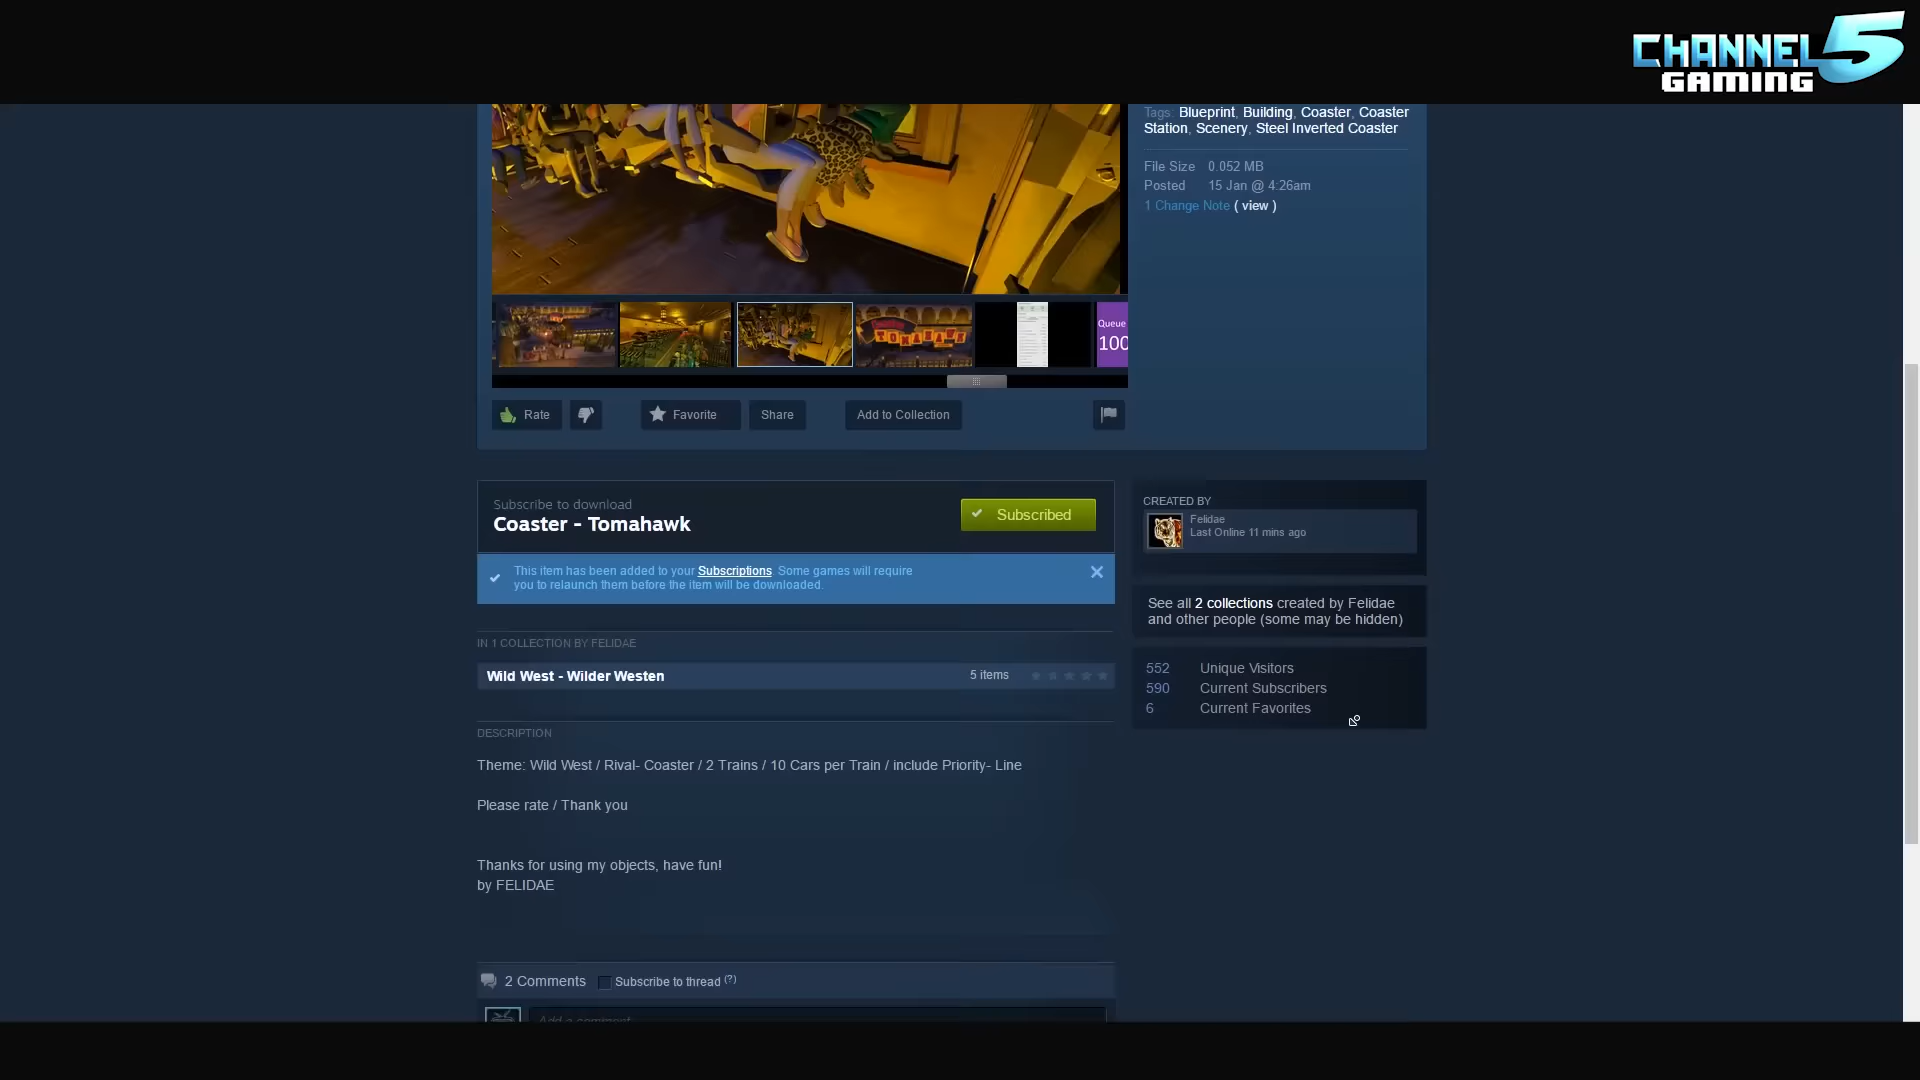 CHANNEL 5
GAMING
Tags: Blueprint, Building, Coaster, Coaster
Station, Scenery, Steel Inverted Coaster
File Size 0.052 MB
Posted 15 Jan @ 4:26am
1 Change Note ( view )
TOMAHAWK
Queue
100
Rate
Favorite
Share
Add to Collection
Subscribe to download
Coaster - Tomahawk
Subscribed
This item has been added to your Subscriptions. Some games will require
you to relaunch them before the item will be downloaded.
IN 1 COLLECTION BY FELIDAE
Wild West - Wilder Westen 5 items
DESCRIPTION
Theme: Wild West / Rival- Coaster / 2 Trains / 10 Cars per Train / include Priority- Line
Please rate / Thank you
Thanks for using my objects, have fun!
by FELIDAE
2 Comments Subscribe to thread (?)
Add a comment
CREATED BY
Felidae
Last Online 11 mins ago
See all 2 collections created by Felidae
and other people (some may be hidden)
552 Unique Visitors
590 Current Subscribers
6 Current Favorites